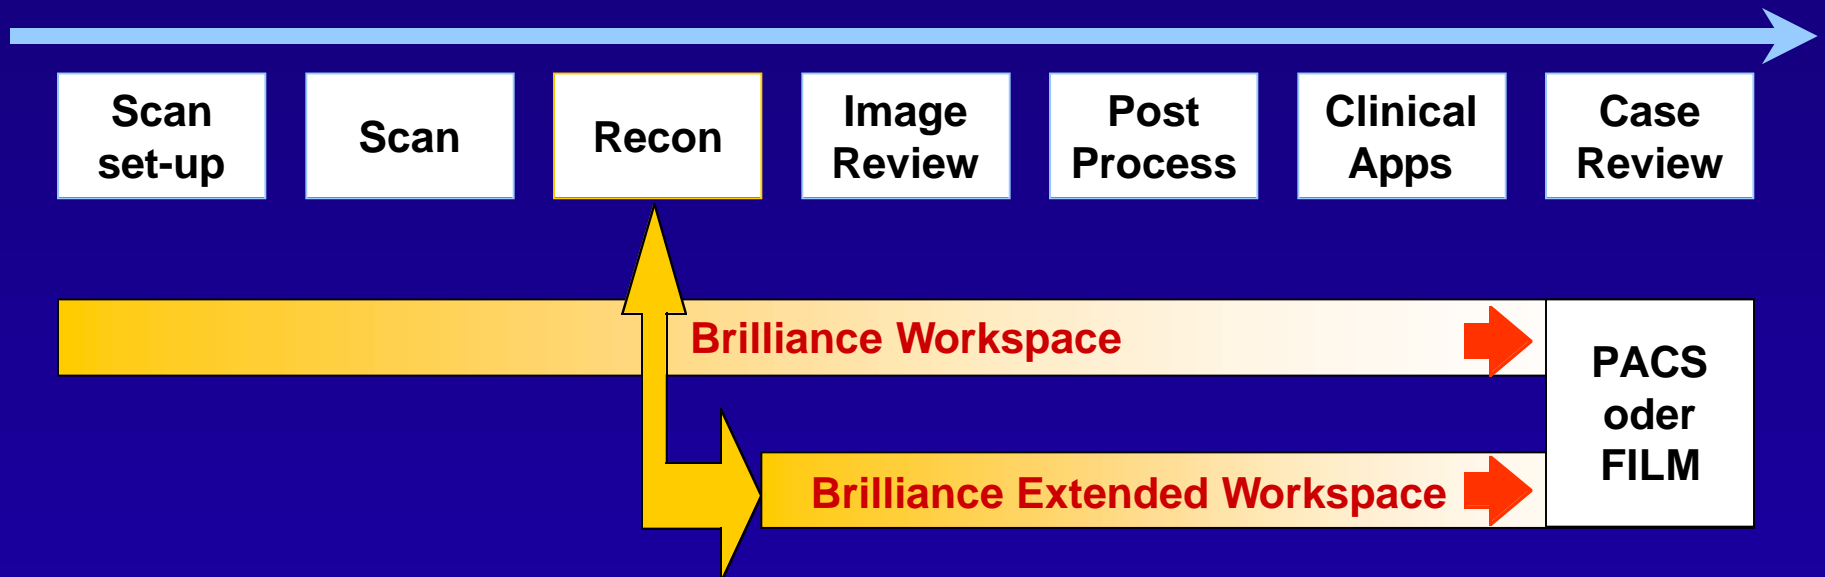 Scan
set-up
Scan
Recon
Image
Review
Post
Process
Clinical
Apps
Case
Review
Brilliance Workspace
PACS
oder
FILM
Brilliance Extended Workspace